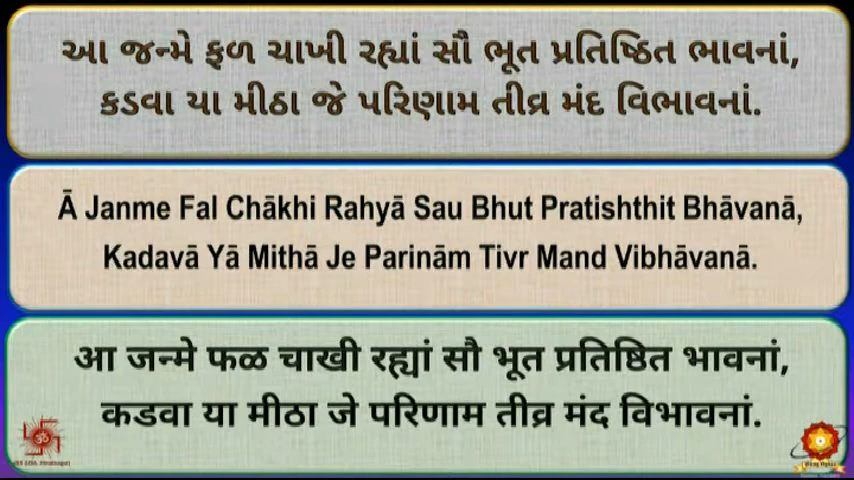 આ જન્મે ફળ ચાખી રહ્યાં સૌ ભૂત પ્રતિષ્ઠિત ભાવનાં,
કડવા યા મીઠા જે પરિણામ તીવ્ર મંદ વિભાવનાં.
Ā Janme Fal Chākhi Rahyā Sau Bhut Pratishthit Bhāvanā,
Kadavā Yā Mithā Je Parinām Tivr Mand Vibhāvanā.
आ जन्मे फळ चाखी रह्यां सौ भूत प्रतिष्ठित भावनां,
कडवा या मीठा जे परिणाम तीव्र मंद विभावनां.